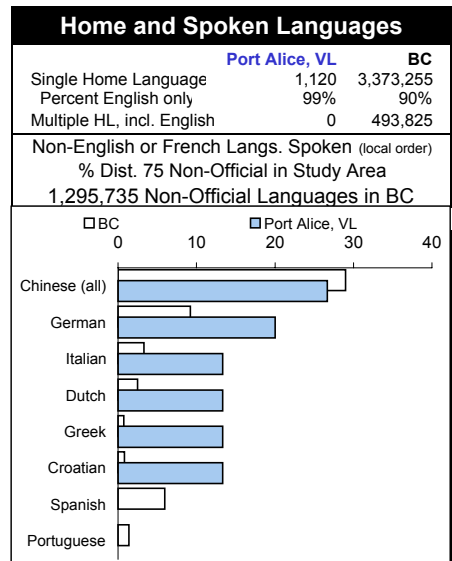 Home and Spoken Languages
Port Alice, VL BC
Single Home Language 1,120 3,373,255
Percent English only 99% 90%
Multiple HL, incl. English 0 493,825
Non-English or French Langs. Spoken (local order)
% Dist. 75 Non-Official in Study Area
1,295,735 Non-Official Languages in BC
BC Port Alice, VL
0 10 20 30 40
Chinese (all)
German
Italian
Dutch
Greek
Croatian
Spanish
Portuguese